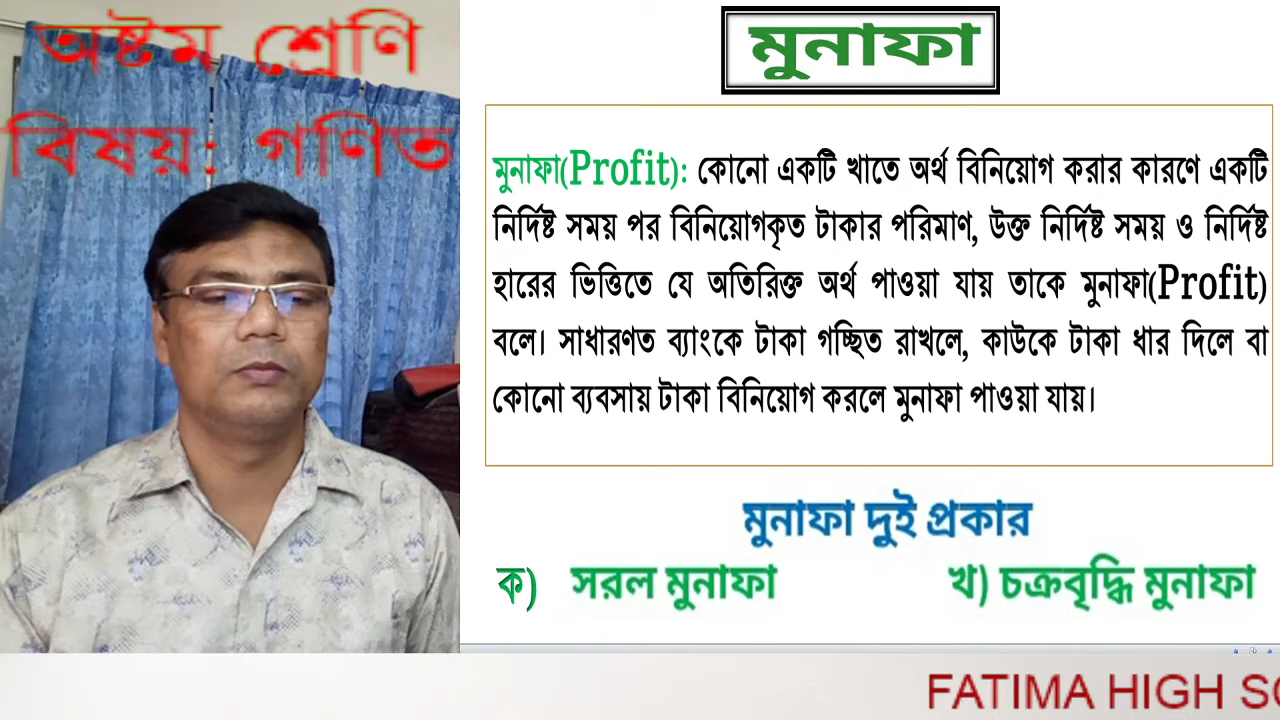 অষ্টম শ্রেণি
বিষয়: গণিত
মুনাফা
মুনাফা(Profit): কোনো একটি খাতে অর্থ বিনিয়োগ করার কারণে একটি
নির্দিষ্ট সময় পর বিনিয়োগকৃত টাকার পরিমাণ, উক্ত নির্দিষ্ট সময় ও নির্দিষ্ট
হারের ভিত্তিতে যে অতিরিক্ত অর্থ পাওয়া যায় তাকে মুনাফা(Profit)
বলে। সাধারণত ব্যাংকে টাকা গচ্ছিত রাখলে, কাউকে টাকা ধার দিলে বা
কোনো ব্যবসায় টাকা বিনিয়োগ করলে মুনাফা পাওয়া যায়।
মুনাফা দুই প্রকার
ক) সরল মুনাফা খ) চক্রবৃদ্ধি মুনাফা
FATIMA HIGH